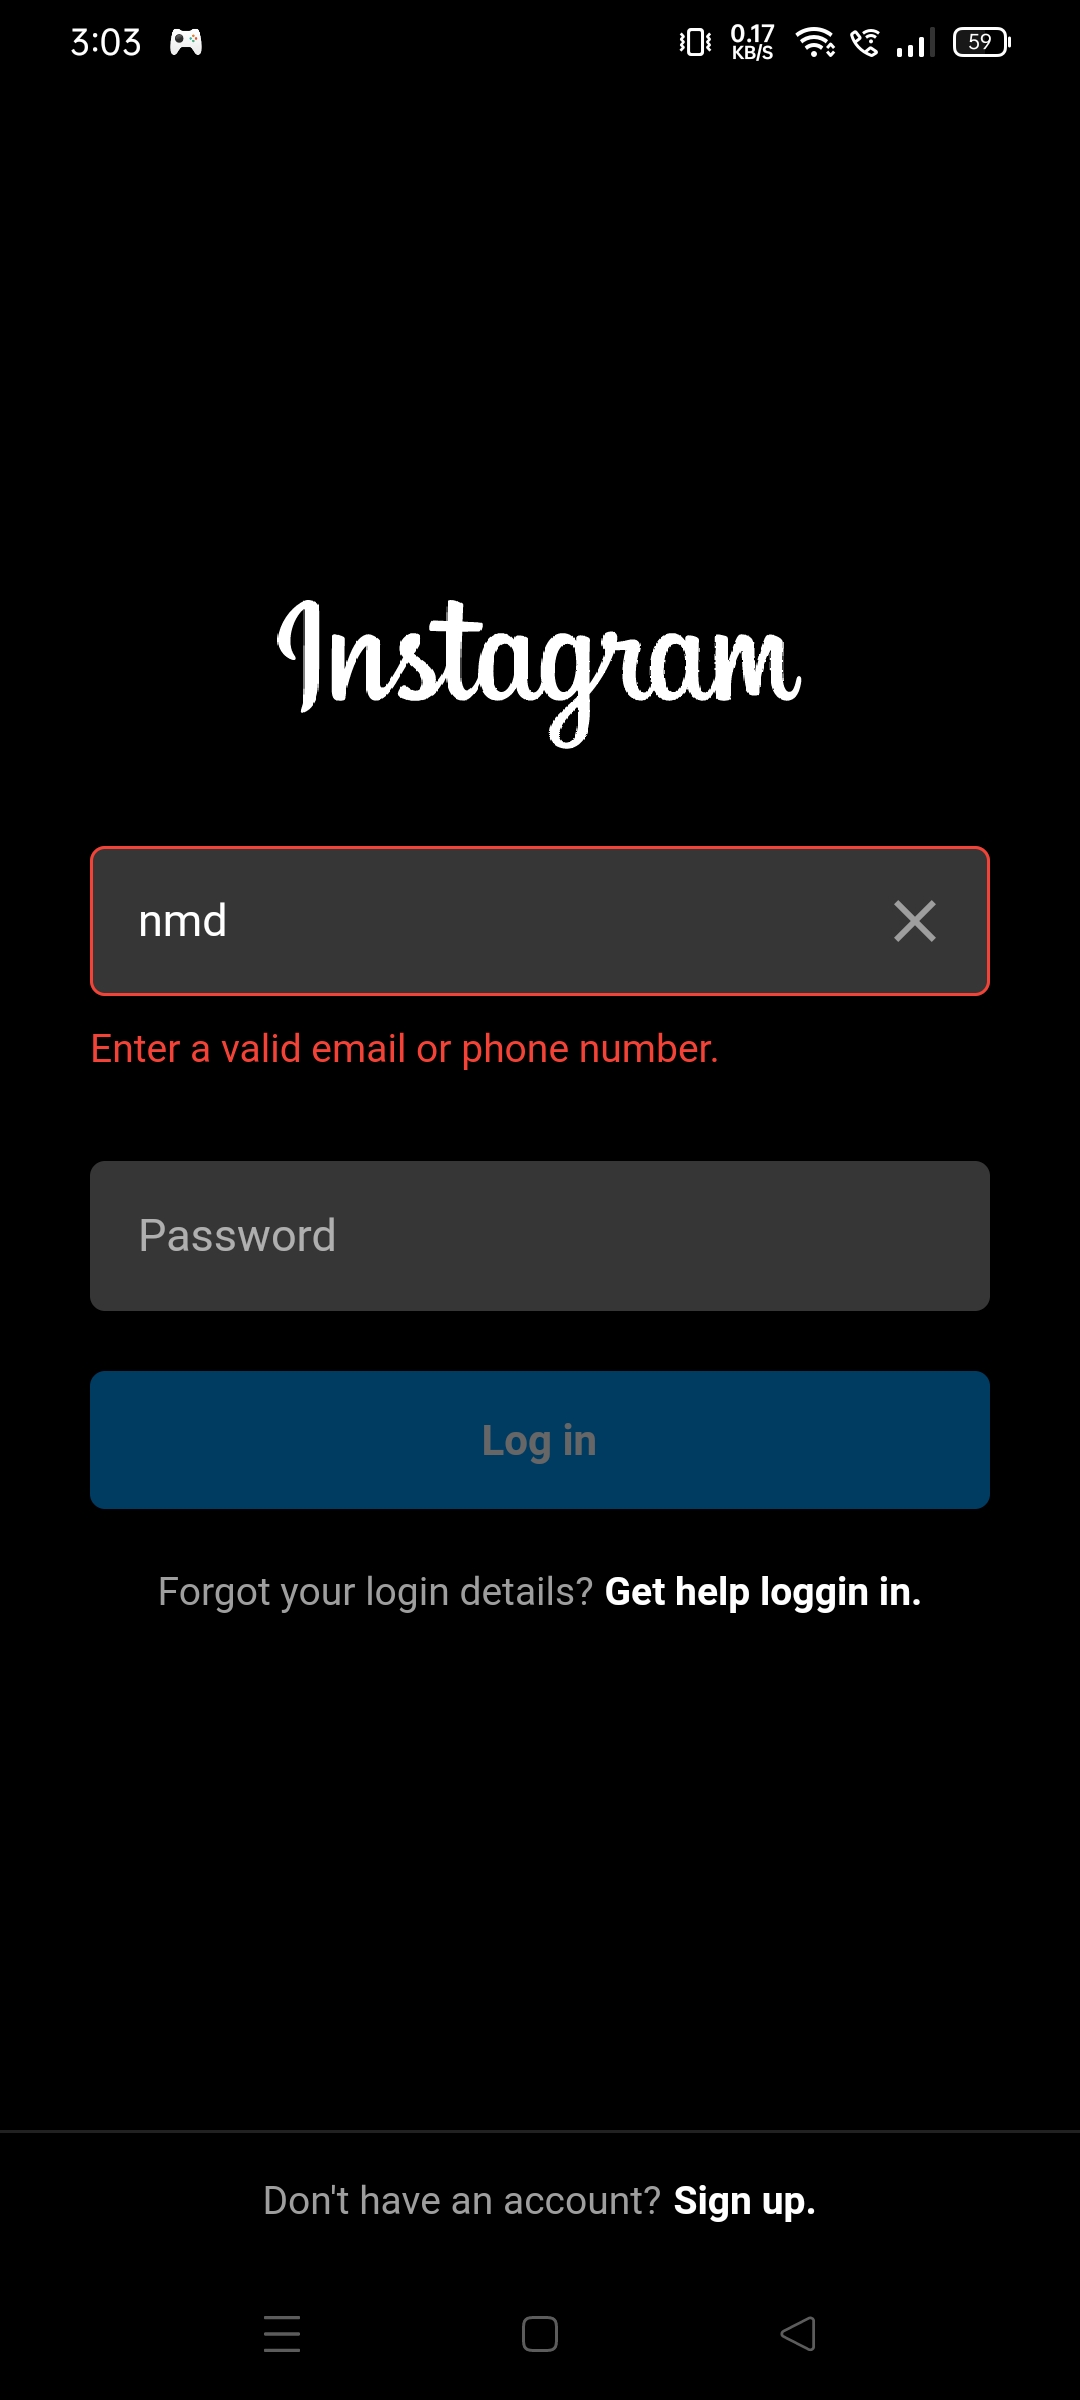 3:03
0.17
KB/S
59
Instagram
nmd
Enter a valid email or phone number.
Password
Log in
Forgot your login details? Get help loggin in.
Don't have an account? Sign up.